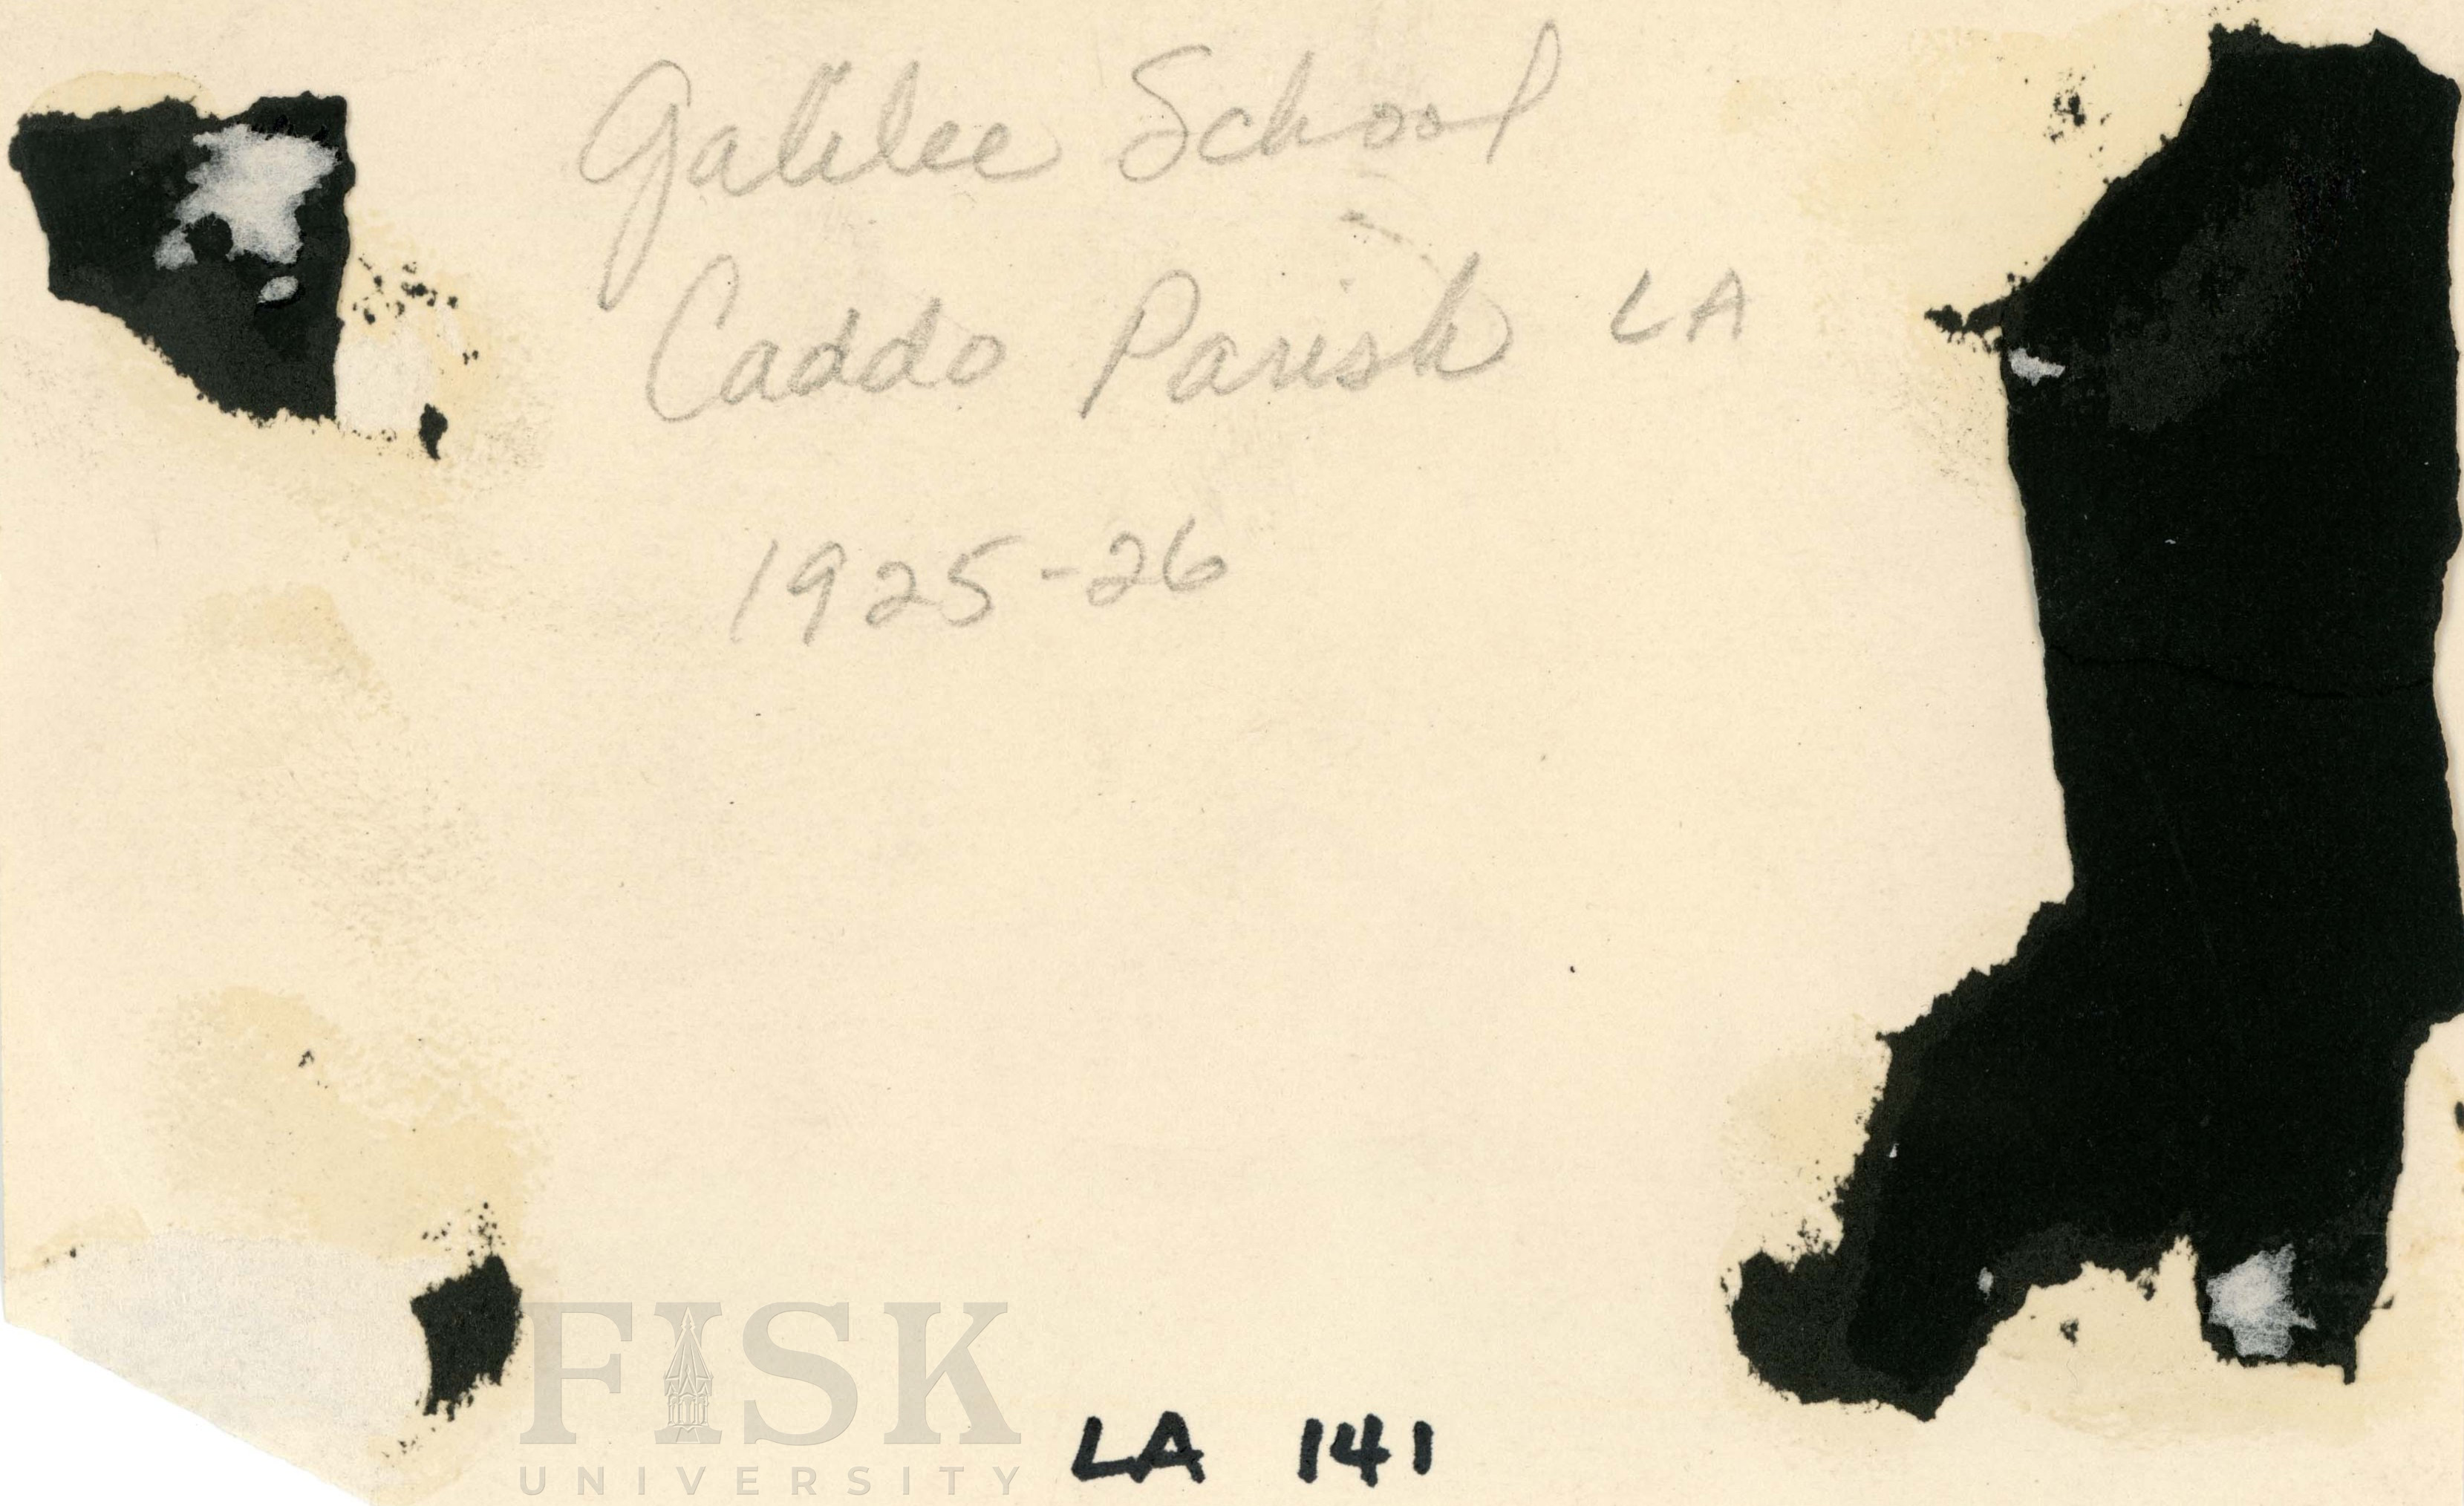 Galilee School
Caddo Parish LA
1925-26
FISK
UNIVERSITY
LA 141